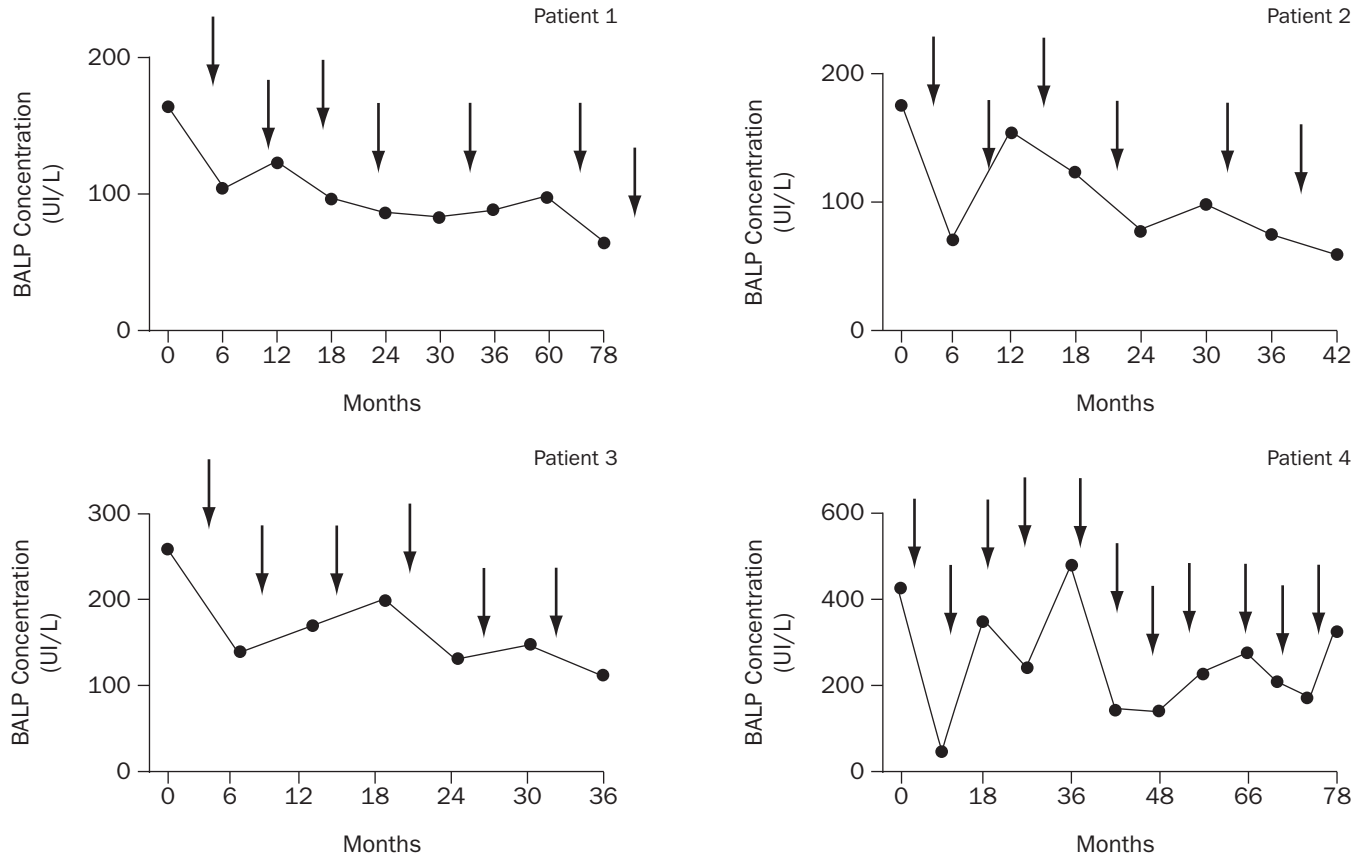 Patient 1
BALP Concentration
(UI/L)
200
100
0
0 6 12 18 24 30 36 60 78
Months
Patient 2
BALP Concentration
(UI/L)
200
100
0
0 6 12 18 24 30 36 42
Months
Patient 3
BALP Concentration
(UI/L)
300
200
100
0
0 6 12 18 24 30 36
Months
Patient 4
BALP Concentration
(UI/L)
600
400
200
0
0 18 36 48 66 78
Months